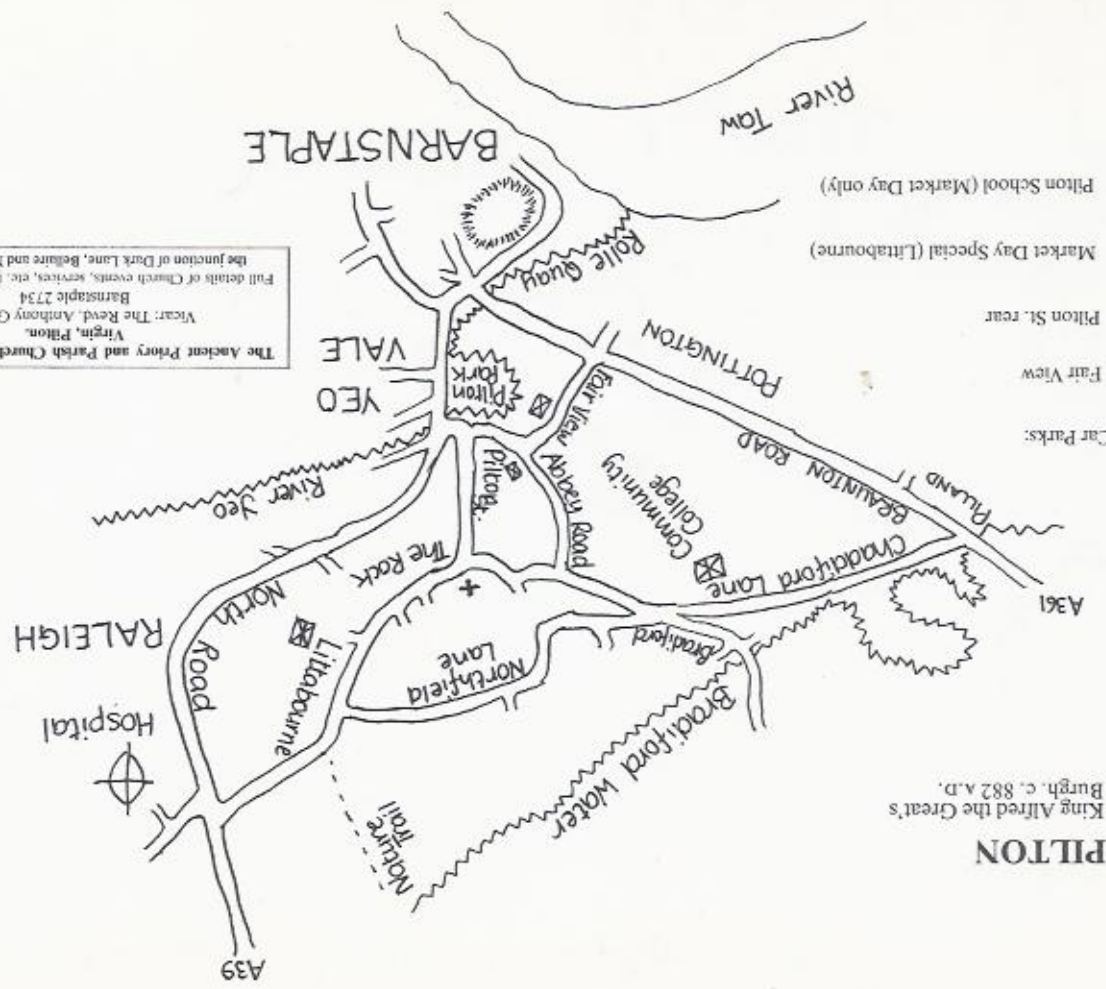 PILTON
King Alfred the Great's
Burgh. c. 882 A.D.
Car Parks:
Fair View
Pilton St. rear
Market Day Special (Littabourne)
Pilton School (Market Day only)
A39
Nature
Trail
Hospital
Bradiford Water
Northfield
Lane
Littabourne
North
Road
RALEIGH
A361
Bradiford
Chaddiford Lane
The Rock
PILLAND
BRAUNTON ROAD
Community
College
Abbey Road
Pilton St.
River Yeo
Fair View
POTTINGTON
Pilton
Park
YEO
VALE
Rolle Quay
BARNSTAPLE
River Taw
The Ancient Priory and Parish Church
Virgin, Pilton.
Vicar: The Revd. Anthony
Barnstaple 2734
Full details of Church events, services, etc.
the junction of Dark Lane, Bellaire and